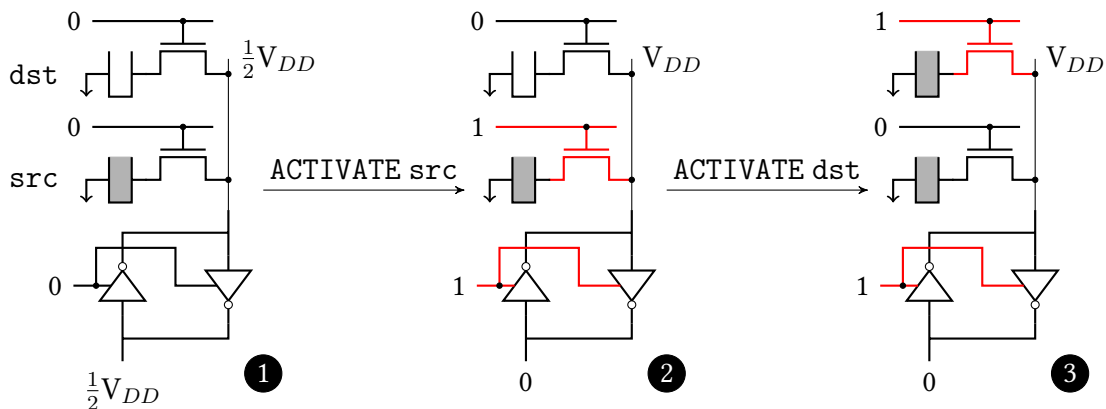 0 0 1
½V_DD V_DD V_DD
dst
0 1 0
src ACTIVATE src ACTIVATE dst
0 1 1
½V_DD 0 0
1 2 3